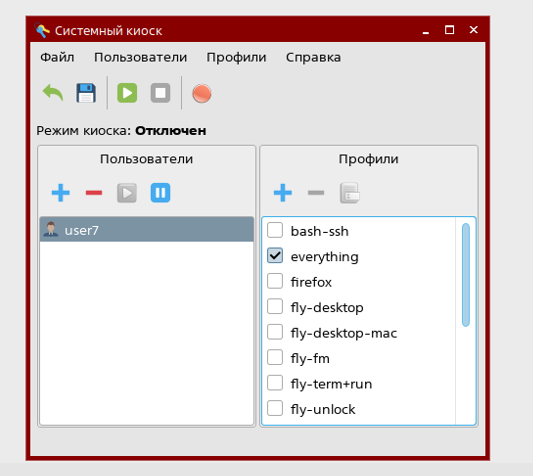 Системный киоск
Файл Пользователи Профили Справка
Режим киоска: Отключен
Пользователи
user7
Профили
bash-ssh
everything
firefox
fly-desktop
fly-desktop-mac
fly-fm
fly-term+run
fly-unlock